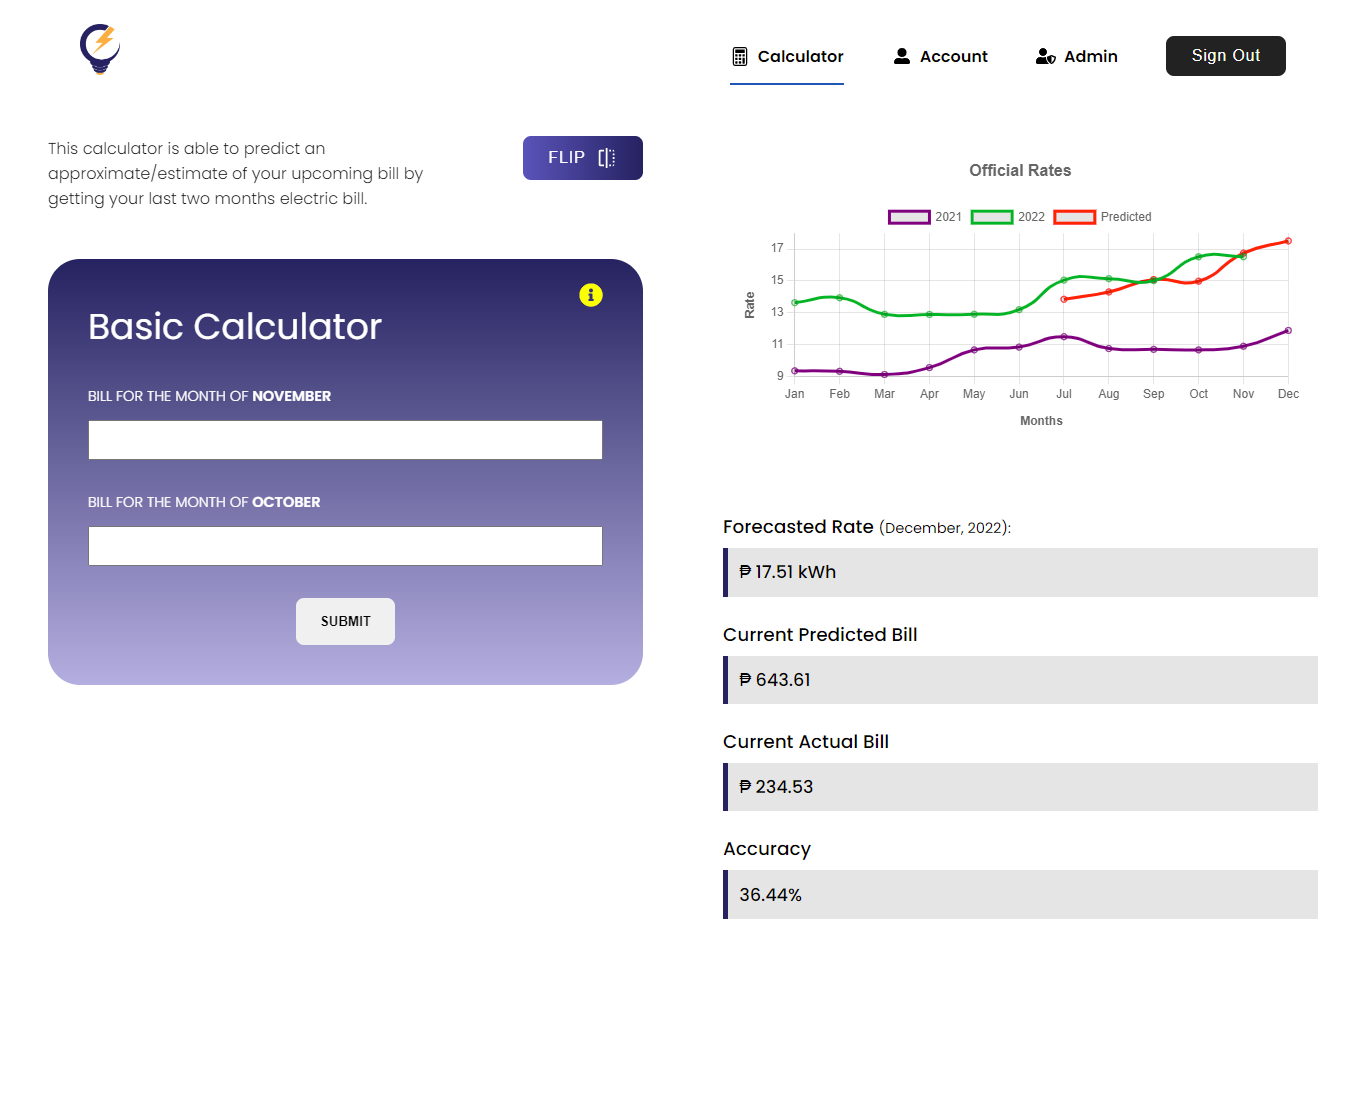 Calculator
Account
Admin
Sign Out
This calculator is able to predict an
approximate/estimate of your upcoming bill by
getting your last two months electric bill.
FLIP
Basic Calculator
BILL FOR THE MONTH OF NOVEMBER
BILL FOR THE MONTH OF OCTOBER
SUBMIT
Official Rates
2021 2022 Predicted
17
15
13
11
9
Rate
Jan Feb Mar Apr May Jun Jul Aug Sep Oct Nov Dec
Months
Forecasted Rate (December, 2022):
₱ 17.51 kWh
Current Predicted Bill
₱ 643.61
Current Actual Bill
₱ 234.53
Accuracy
36.44%